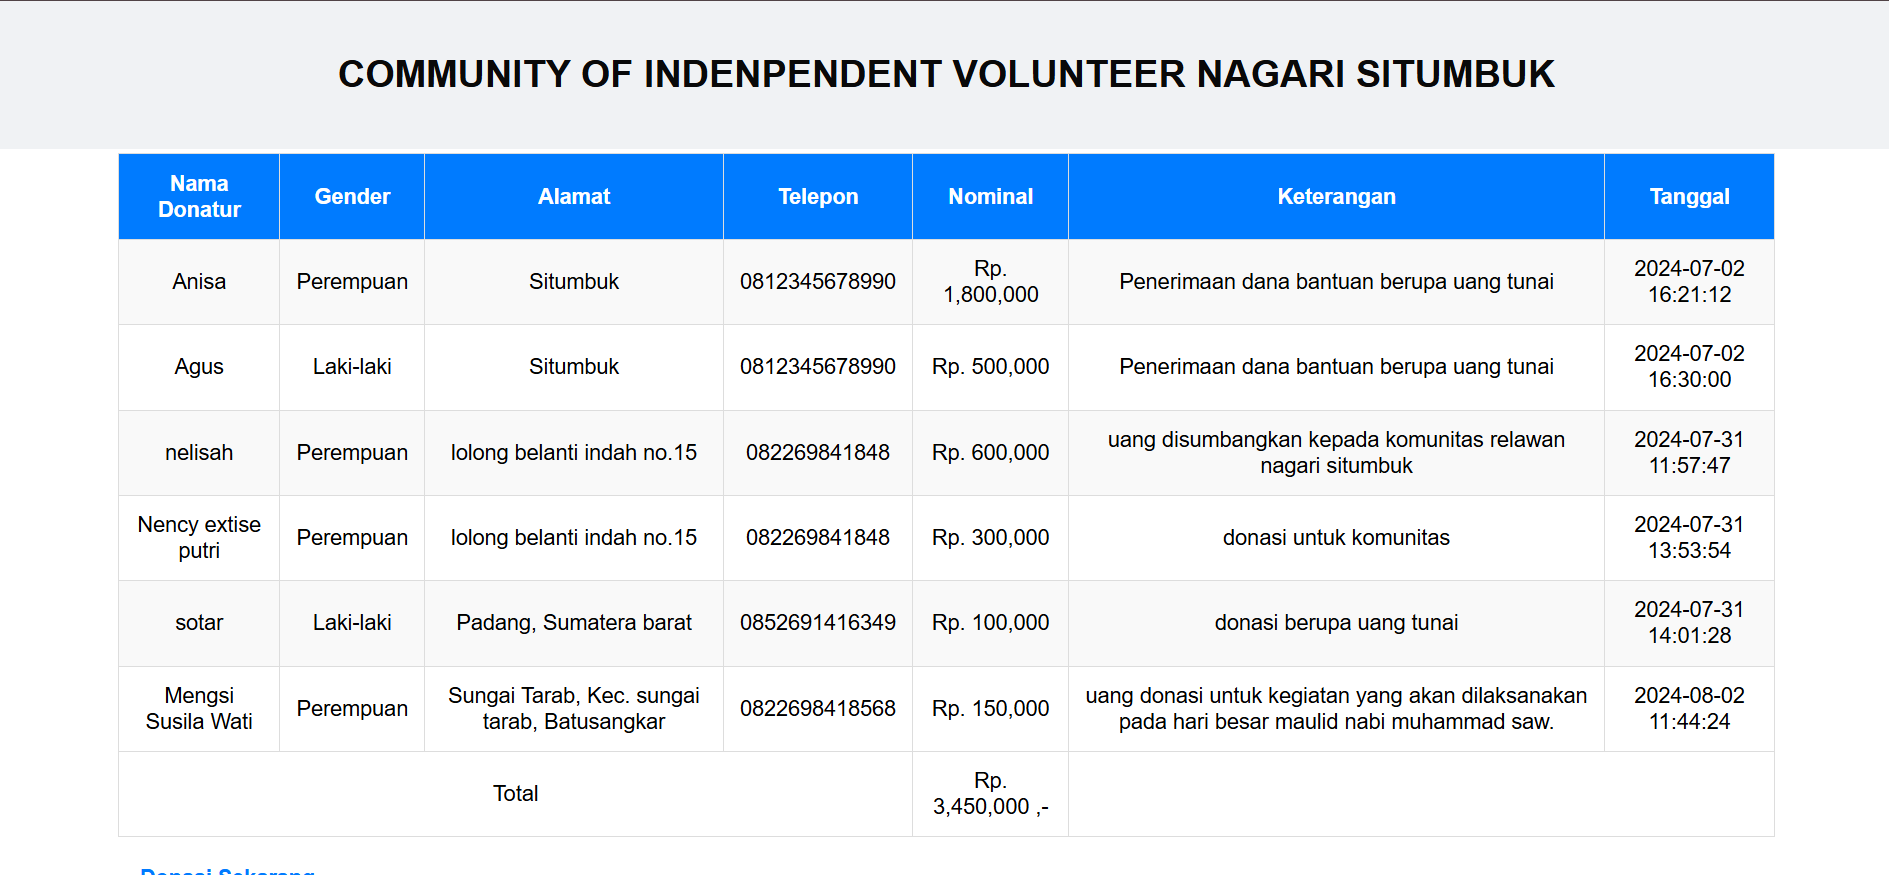 COMMUNITY OF INDENPENDENT VOLUNTEER NAGARI SITUMBUK
Nama Donatur Gender Alamat Telepon Nominal Keterangan Tanggal
Anisa Perempuan Situmbuk 0812345678990 Rp. 1,800,000 Penerimaan dana bantuan berupa uang tunai 2024-07-02 16:21:12
Agus Laki-laki Situmbuk 0812345678990 Rp. 500,000 Penerimaan dana bantuan berupa uang tunai 2024-07-02 16:30:00
nelisah Perempuan lolong belanti indah no.15 082269841848 Rp. 600,000 uang disumbangkan kepada komunitas relawan nagari situmbuk 2024-07-31 11:57:47
Nency extise putri Perempuan lolong belanti indah no.15 082269841848 Rp. 300,000 donasi untuk komunitas 2024-07-31 13:53:54
sotar Laki-laki Padang, Sumatera barat 0852691416349 Rp. 100,000 donasi berupa uang tunai 2024-07-31 14:01:28
Mengsi Susila Wati Perempuan Sungai Tarab, Kec. sungai tarab, Batusangkar 0822698418568 Rp. 150,000 uang donasi untuk kegiatan yang akan dilaksanakan pada hari besar maulid nabi muhammad saw. 2024-08-02 11:44:24
Total Rp. 3,450,000 ,-
Donasi Sekarang